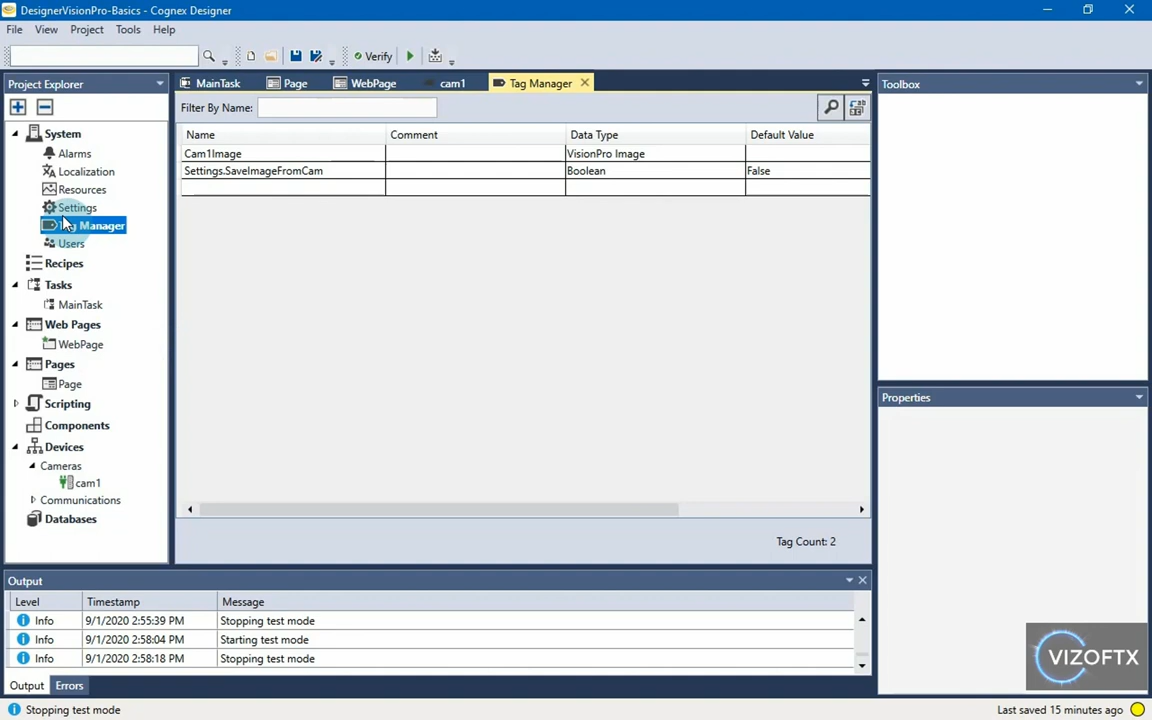 DesignerVisionPro-Basics - Cognex Designer
File View Project Tools Help
Verify
Project Explorer
MainTask Page WebPage cam1 Tag Manager
Toolbox
Filter By Name:
Name Comment Data Type Default Value
Cam1Image VisionPro Image
Settings.SaveImageFromCam Boolean False
System
Alarms
Localization
Resources
Settings
Tag Manager
Users
Recipes
Tasks
MainTask
Web Pages
WebPage
Pages
Page
Scripting
Components
Devices
Cameras
cam1
Communications
Databases
Tag Count: 2
Properties
Output
Level Timestamp Message
Info 9/1/2020 2:55:39 PM Stopping test mode
Info 9/1/2020 2:58:04 PM Starting test mode
Info 9/1/2020 2:58:18 PM Stopping test mode
Output Errors
VIZOFTX
Stopping test mode
Last saved 15 minutes ago